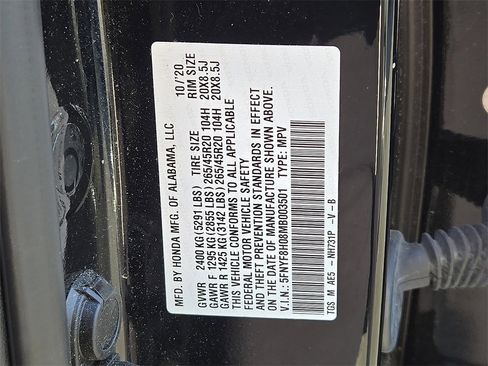 MFD. BY HONDA MFG. OF ALABAMA, LLC 10/'20
GVWR 2400 KG (5291 LBS) TIRE SIZE RIM SIZE
GAWR F 1295 KG (2855 LBS) 265/45R20 104H 20X8.5J
GAWR R 1425 KG (3142 LBS) 265/45R20 104H 20X8.5J
THIS VEHICLE CONFORMS TO ALL APPLICABLE
FEDERAL MOTOR VEHICLE SAFETY
AND THEFT PREVENTION STANDARDS IN EFFECT
ON THE DATE OF MANUFACTURE SHOWN ABOVE.
V.I.N.: 5FNYF8H08MB003501 TYPE: MPV
TGS M AE5 - NH731P -V -B